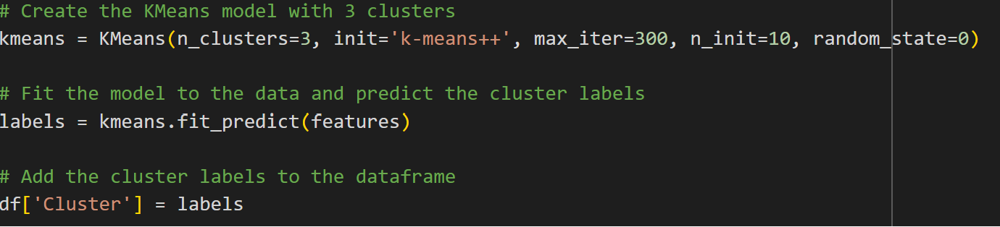 # Create the KMeans model with 3 clusters
kmeans = KMeans(n_clusters=3, init='k-means++', max_iter=300, n_init=10, random_state=0)
# Fit the model to the data and predict the cluster labels
labels = kmeans.fit_predict(features)
# Add the cluster labels to the dataframe
df['Cluster'] = labels